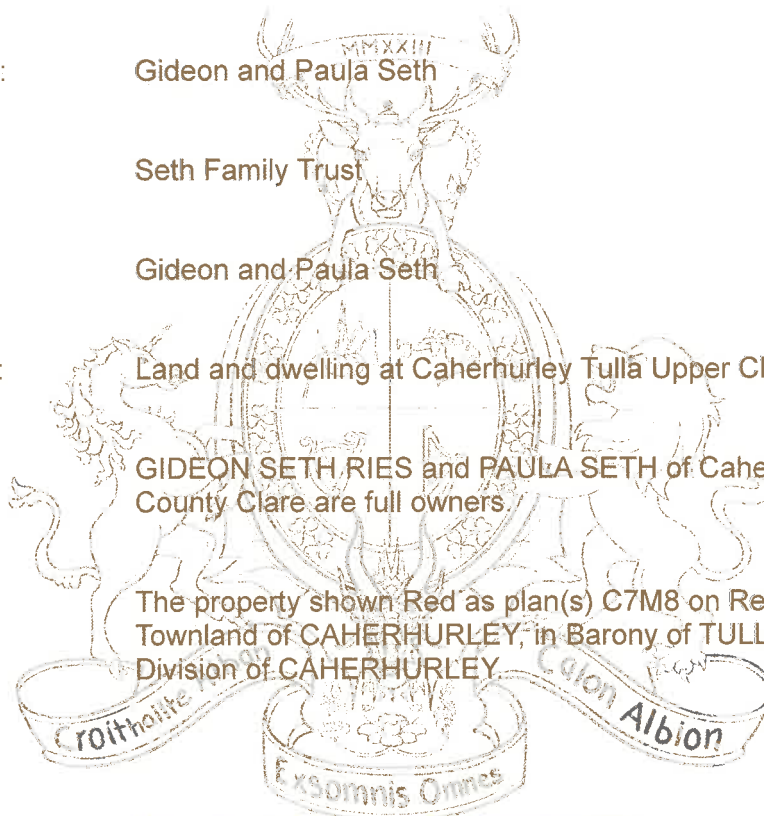 MMXXIII
: Gideon and Paula Seth
Seth Family Trust
Gideon and Paula Seth
: Land and dwelling at Caherhurley Tulla Upper Cl
GIDEON SETH RIES and PAULA SETH of Cahe
County Clare are full owners.
The property shown Red as plan(s) C7M8 on Re
Townland of CAHERHURLEY, in Barony of TULL
Division of CAHERHURLEY.
Calon Albion
Exsomnis Omnes